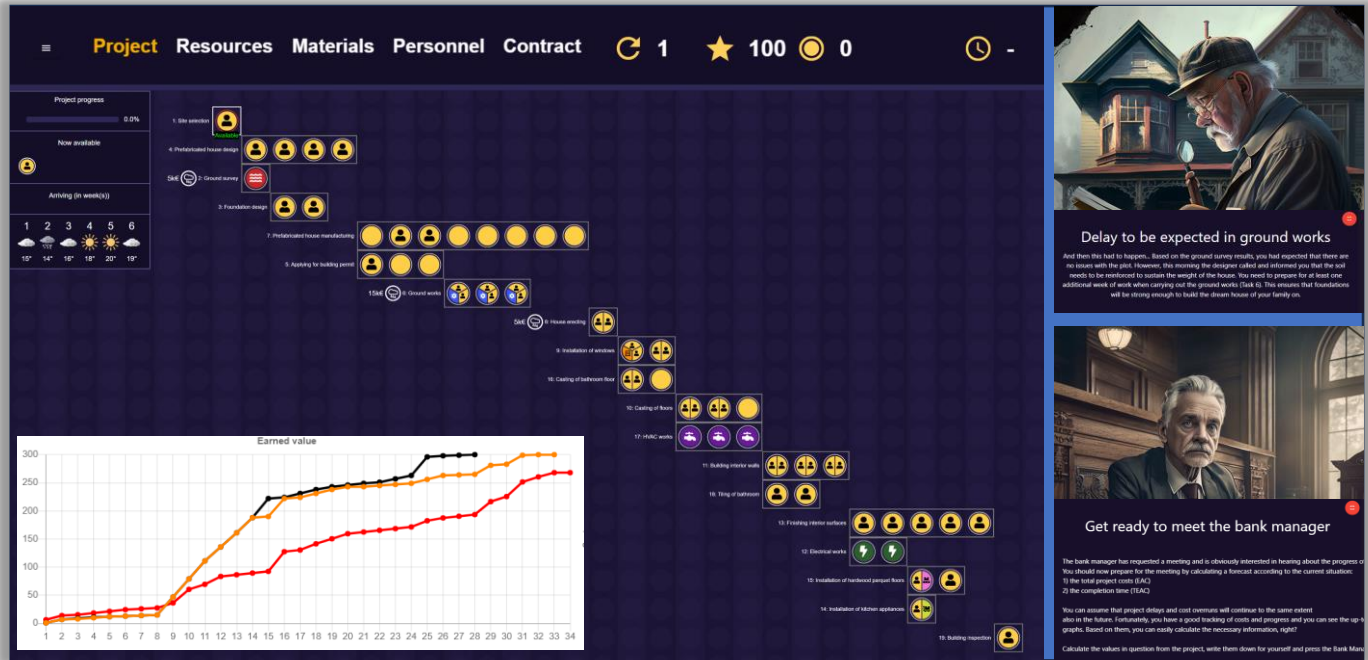 Project Resources Materials Personnel Contract 1 100 0 -
Project progress
0.0%
Now available
Arriving (in week(s))
1 2 3 4 5 6
15° 14° 16° 18° 20° 19°
1: Site selection
Available
4: Prefabricated house design
5k€ 2: Ground survey
3: Foundation design
7: Prefabricated house manufacturing
5: Applying for building permit
15k€ 6: Ground works
5k€ 8: House erecting
9: Installation of windows
16: Casting of bathroom floor
10: Casting of floors
17: HVAC works
11: Building interior walls
18: Tiling of bathroom
13: Finishing interior surfaces
12: Electrical works
15: Installation of hardwood parquet floors
14: Installation of kitchen appliances
19: Building inspection
Earned value
300
250
200
150
100
50
0
1 2 3 4 5 6 7 8 9 10 11 12 13 14 15 16 17 18 19 20 21 22 23 24 25 26 27 28 29 30 31 32 33 34
Delay to be expected in ground works
And then this had to happen... Based on the ground survey results, you had expected that there are
no issues with the plot. However, this morning the designer called and informed you that the soil
needs to be reinforced to sustain the weight of the house. You need to prepare for at least one
additional week of work when carrying out the ground works (Task 6). This ensures that foundations
will be strong enough to build the dream house of your family on.
Get ready to meet the bank manager
The bank manager has requested a meeting and is obviously interested in hearing about the progress o
You should now prepare for the meeting by calculating a forecast according to the current situation:
1) the total project costs (EAC)
2) the completion time (TEAC)
You can assume that project delays and cost overruns will continue to the same extent
also in the future. Fortunately, you have a good tracking of costs and progress and you can see the up-t
graphs. Based on them, you can easily calculate the necessary information, right?
Calculate the values in question from the project, write them down for yourself and press the Bank Man